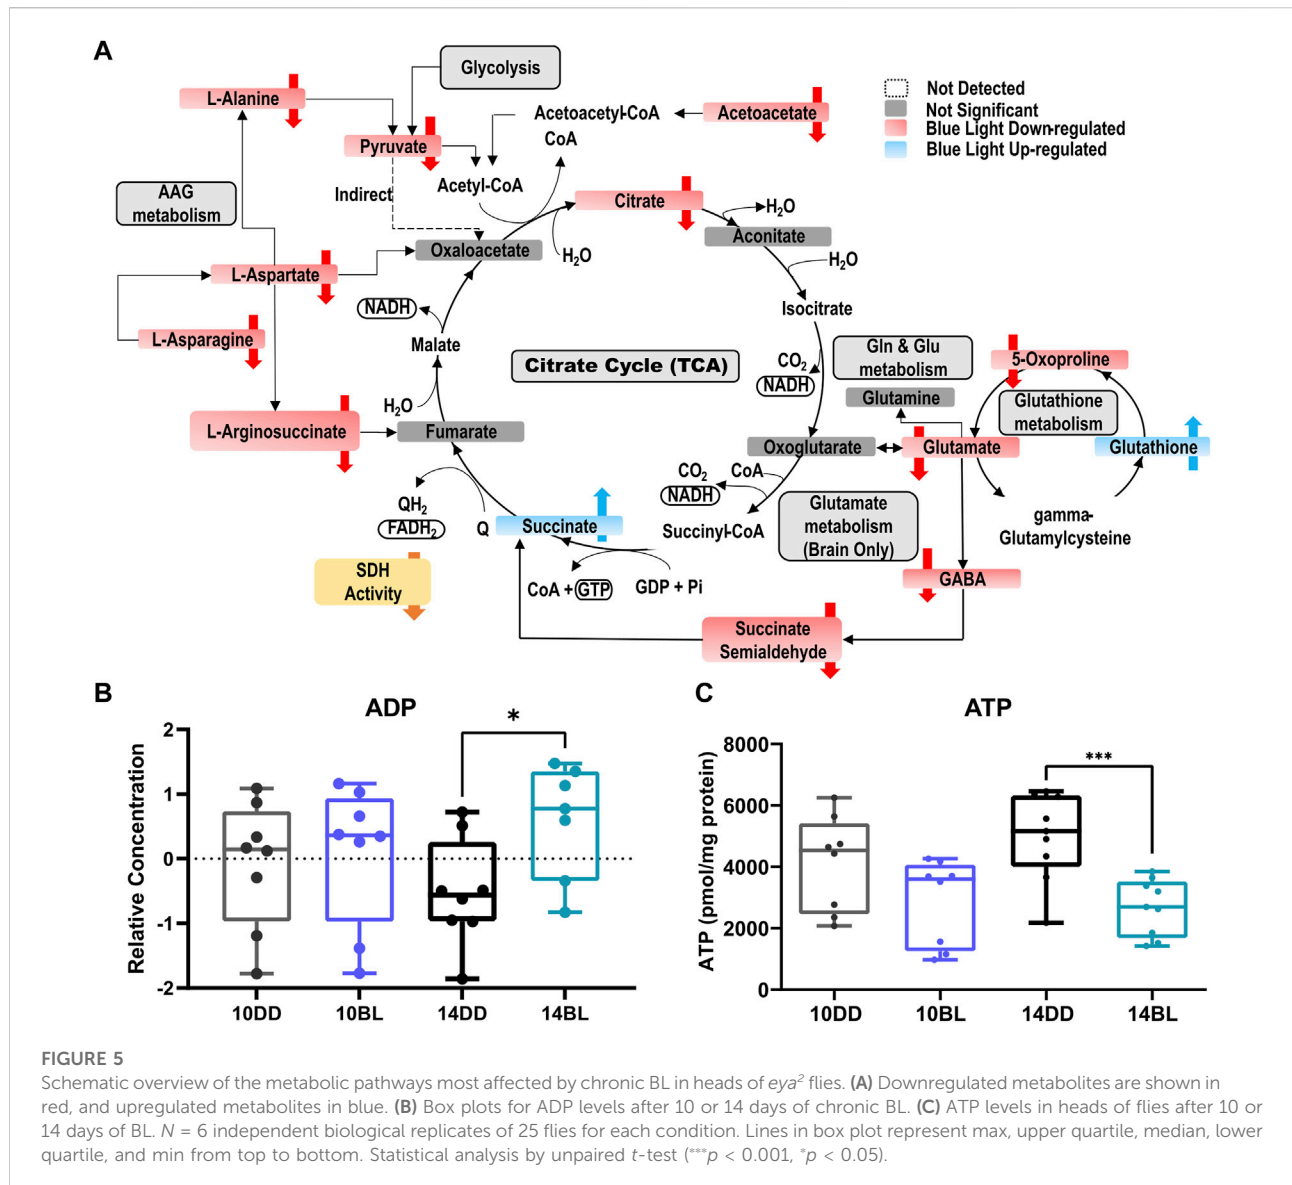 A
Glycolysis
Not Detected
Not Significant
Blue Light Down-regulated
Blue Light Up-regulated
L-Alanine
Acetoacetyl-CoA
Acetoacetate
Pyruvate
CoA
Acetyl-CoA
AAG
metabolism
Indirect
Citrate
H2O
Aconitate
Oxaloacetate
H2O
H2O
L-Aspartate
NADH
Isocitrate
L-Asparagine
Malate
Citrate Cycle (TCA)
CO2
NADH
Gln & Glu
metabolism
5-Oxoproline
Glutamine
Glutathione
metabolism
H2O
L-Arginosuccinate
Fumarate
Oxoglutarate
Glutamate
Glutathione
CO2
CoA
NADH
QH2
FADH2
Q
Succinate
Succinyl-CoA
Glutamate
metabolism
(Brain Only)
gamma-
Glutamylcysteine
SDH
Activity
CoA + GTP
GDP + Pi
GABA
Succinate
Semialdehyde
B
ADP
Relative Concentration
2
1
0
-1
-2
*
10DD
10BL
14DD
14BL
C
ATP
ATP (pmol/mg protein)
8000
6000
4000
2000
0
***
10DD
10BL
14DD
14BL
FIGURE 5
Schematic overview of the metabolic pathways most affected by chronic BL in heads of eya² flies. (A) Downregulated metabolites are shown in
red, and upregulated metabolites in blue. (B) Box plots for ADP levels after 10 or 14 days of chronic BL. (C) ATP levels in heads of flies after 10 or
14 days of BL. N = 6 independent biological replicates of 25 flies for each condition. Lines in box plot represent max, upper quartile, median, lower
quartile, and min from top to bottom. Statistical analysis by unpaired t-test (***p < 0.001, *p < 0.05).